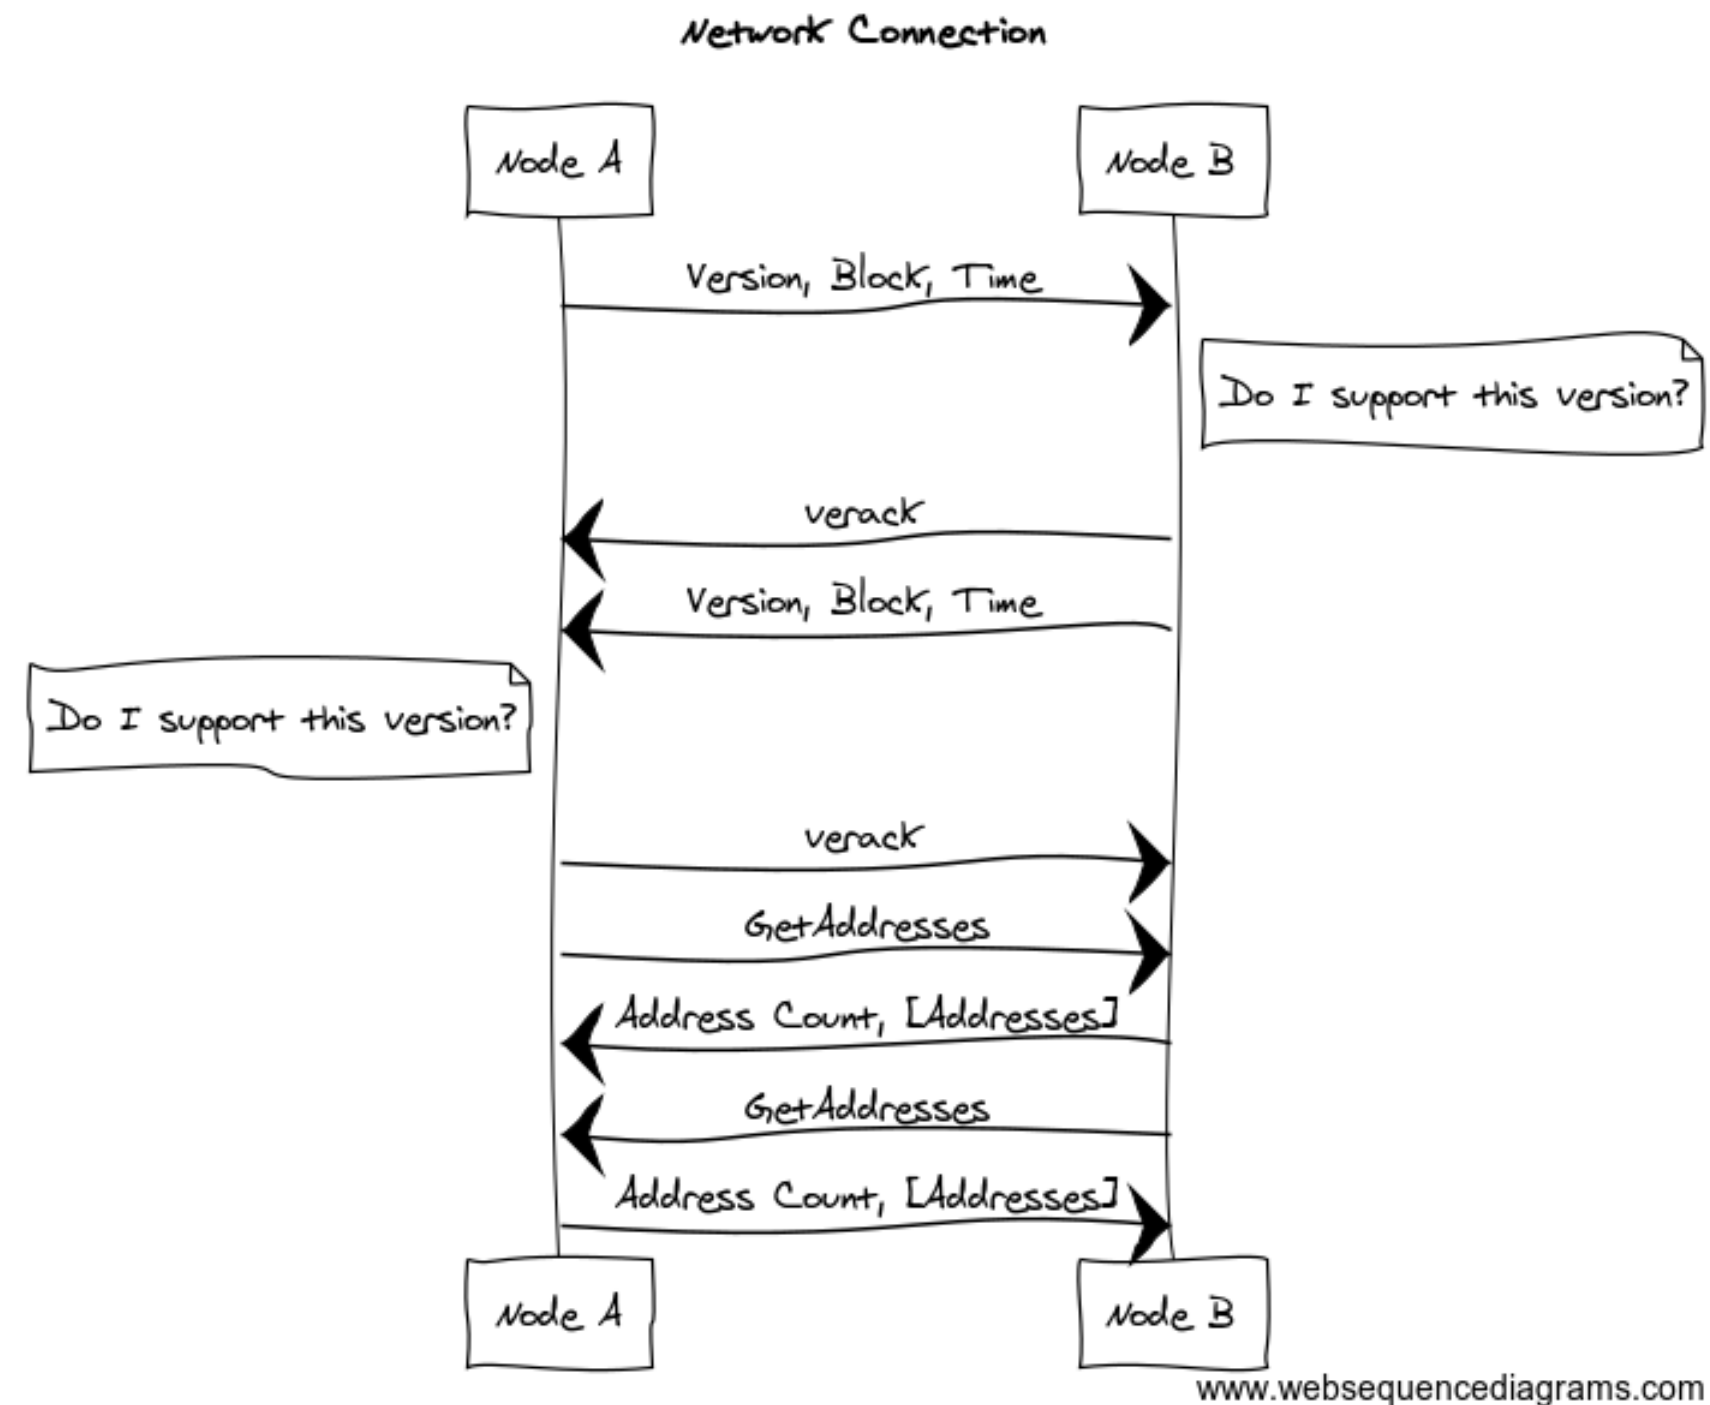 Network Connection
Node A
Node B
Version, Block, Time
Do I support this version?
verack
Version, Block, Time
Do I support this version?
verack
GetAddresses
Address Count, [Addresses]
GetAddresses
Address Count, [Addresses]
Node A
Node B
www.websequencediagrams.com